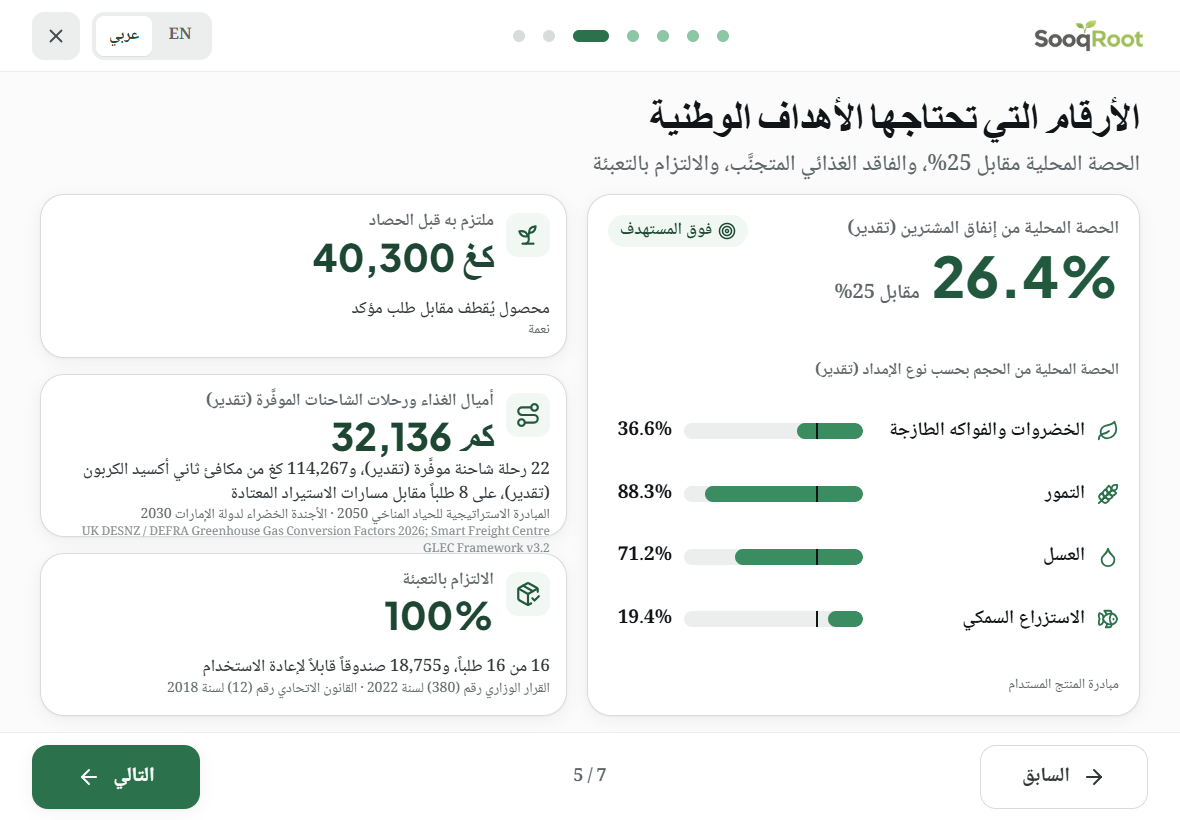 SooqRoot
EN
عربي
الأرقام التي تحتاجها الأهداف الوطنية
الحصة المحلية مقابل 25%، والفاقد الغذائي المتجنَّب، والالتزام بالتعبئة
الحصة المحلية من إنفاق المشترين (تقدير)
فوق المستهدف
26.4% مقابل 25%
الحصة المحلية من الحجم بحسب نوع الإمداد (تقدير)
الخضروات والفواكه الطازجة 36.6%
التمور 88.3%
العسل 71.2%
الاستزراع السمكي 19.4%
مبادرة المنتج المستدام
ملتزم به قبل الحصاد
40,300 كغ
محصول يُقطف مقابل طلب مؤكد
نعمة
أميال الغذاء ورحلات الشاحنات الموفَّرة (تقدير)
32,136 كم
22 رحلة شاحنة موفَّرة (تقدير)، و114,267 كغ من مكافئ ثاني أكسيد الكربون
(تقدير)، على 8 طلباً مقابل مسارات الاستيراد المعتادة
المبادرة الاستراتيجية للحياد المناخي 2050 · الأجندة الخضراء لدولة الإمارات 2030
UK DESNZ / DEFRA Greenhouse Gas Conversion Factors 2026; Smart Freight Centre
GLEC Framework v3.2
الالتزام بالتعبئة
100%
16 من 16 طلباً، و18,755 صندوقاً قابلاً لإعادة الاستخدام
القرار الوزاري رقم (380) لسنة 2022 · القانون الاتحادي رقم (12) لسنة 2018
السابق
5 / 7
التالي